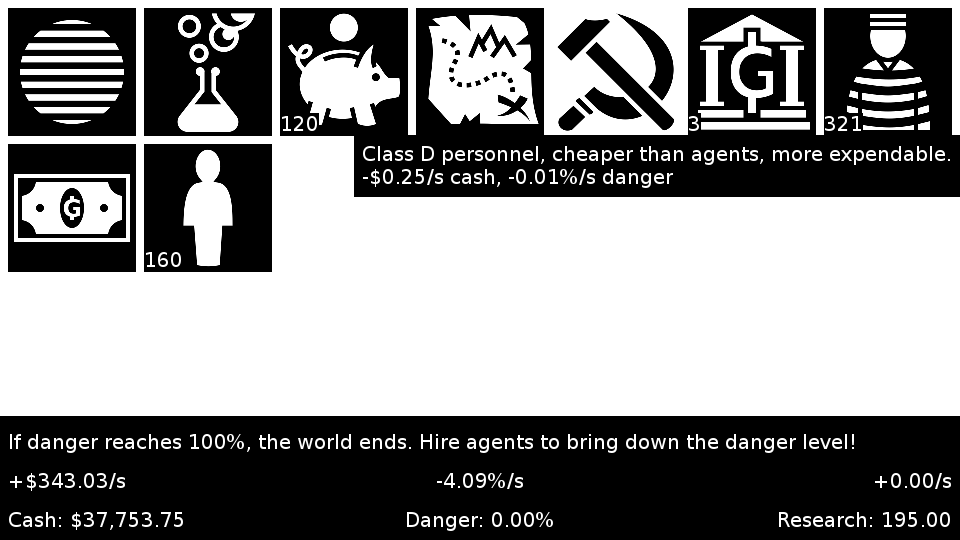 120
3
321
Class D personnel, cheaper than agents, more expendable.
-$0.25/s cash, -0.01%/s danger
160
If danger reaches 100%, the world ends. Hire agents to bring down the danger level!
+$343.03/s -4.09%/s +0.00/s
Cash: $37,753.75 Danger: 0.00% Research: 195.00